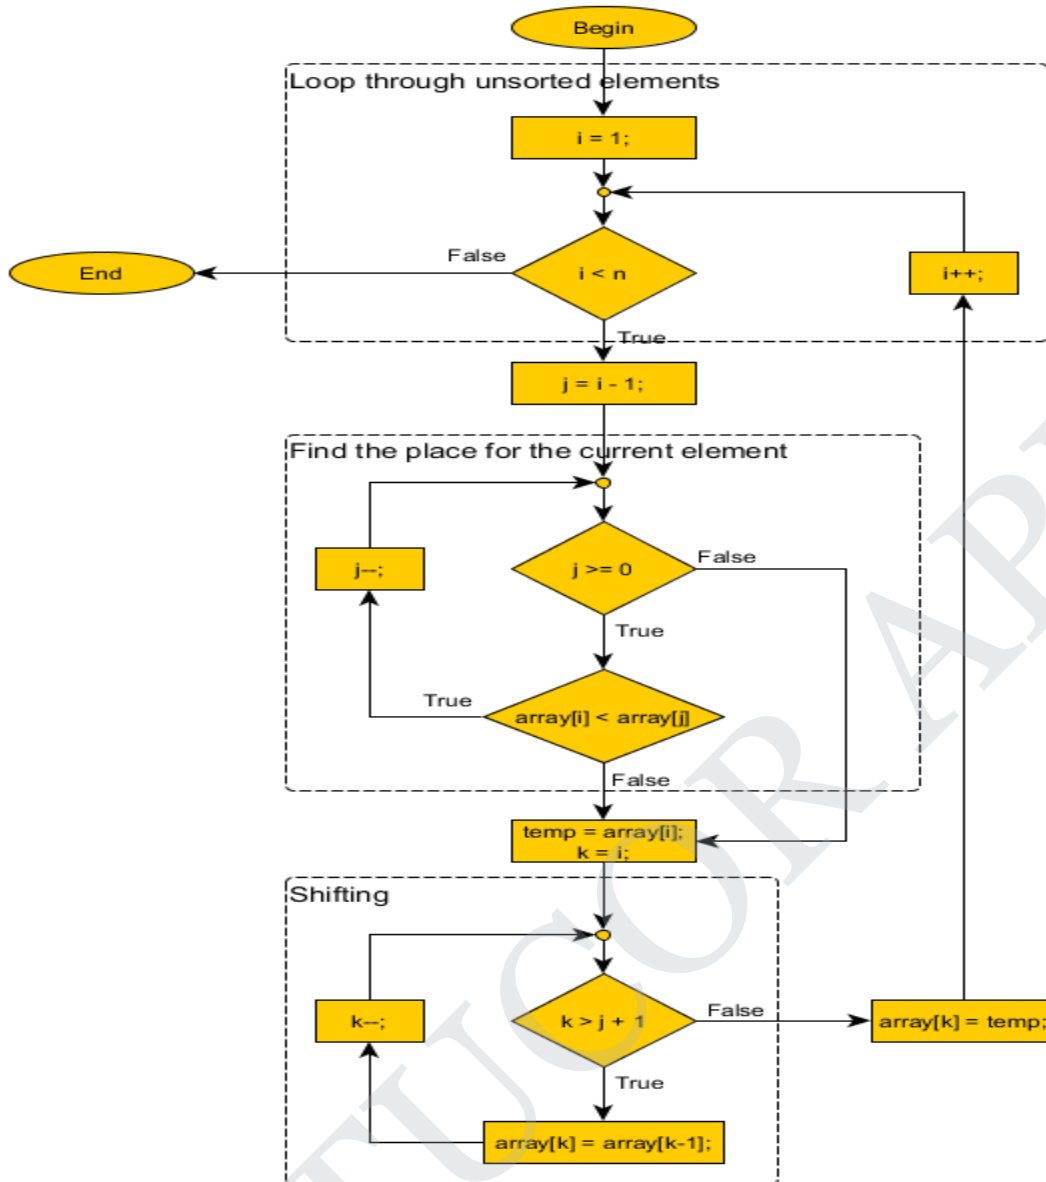 Begin
Loop through unsorted elements
i = 1;
False
End
i < n
i++;
True
j = i - 1;
Find the place for the current element
j--;
j >= 0
False
True
True
array[i] < array[j]
False
temp = array[i];
k = i;
Shifting
k--;
k > j + 1
False
array[k] = temp;
True
array[k] = array[k-1];